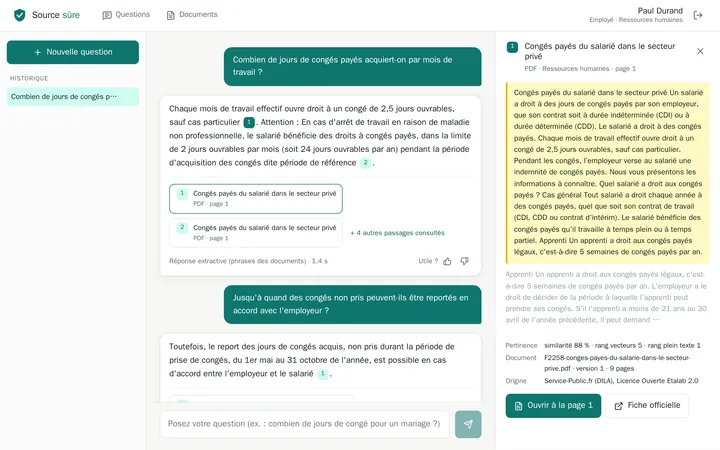 Source sûre
Questions
Documents
Paul Durand
Employé · Ressources humaines
+ Nouvelle question
HISTORIQUE
Combien de jours de congés p···
Combien de jours de congés payés acquiert-on par mois de
travail ?
Chaque mois de travail effectif ouvre droit à un congé de 2,5 jours ouvrables,
sauf cas particulier 1 . Attention : En cas d'arrêt de travail en raison de maladie
non professionnelle, le salarié bénéficie des droits à congés payés, dans la limite
de 2 jours ouvrables par mois (soit 24 jours ouvrables par an) pendant la période
d'acquisition des congés dite période de référence 2 .
1 Congés payés du salarié dans le secteur privé
PDF · page 1
2 Congés payés du salarié dans le secteur privé
PDF · page 1
+ 4 autres passages consultés
Réponse extractive (phrases des documents) · 1.4 s
Utile ?
Jusqu'à quand des congés non pris peuvent-ils être reportés en
accord avec l'employeur ?
Toutefois, le report des jours de congés acquis, non pris durant la période de
prise de congés, du 1er mai au 31 octobre de l'année, est possible en cas
d'accord entre l'employeur et le salarié 1 .
Posez votre question (ex. : combien de jours de congé pour un mariage ?)
1 Congés payés du salarié dans le secteur
privé
PDF · Ressources humaines · page 1
Congés payés du salarié dans le secteur privé Un salarié
a droit à des jours de congés payés par son employeur,
que son contrat soit à durée indéterminée (CDI) ou à
durée déterminée (CDD). Le salarié a droit à des congés
payés. Chaque mois de travail effectif ouvre droit à un
congé de 2,5 jours ouvrables, sauf cas particulier.
Pendant les congés, l'employeur verse au salarié une
indemnité de congés payés. Nous vous présentons les
informations à connaître. Quel salarié a droit aux congés
payés ? Cas général Tout salarié a droit chaque année à
des congés payés, quel que soit son contrat de travail
(CDI, CDD ou contrat d'intérim). Le salarié bénéficie des
congés payés qu'il travaille à temps plein ou à temps
partiel. Apprenti Un apprenti a droit aux congés payés
légaux, c'est-à-dire 5 semaines de congés payés par an.
Apprenti Un apprenti a droit aux congés payés légaux, c'est-
à-dire 5 semaines de congés payés par an. L'employeur a le
droit de décider de la période à laquelle l'apprenti peut
prendre ses congés. S'il l'apprenti a moins de 21 ans au 30
avril de l'année précédente, il peut demand ···
Pertinence similarité 88 % · rang vecteurs 5 · rang plein texte 1
Document F2258-conges-payes-du-salarie-dans-le-secteur-
prive.pdf · version 1 · 9 pages
Origine Service-Public.fr (DILA), Licence Ouverte Etalab 2.0
Ouvrir à la page 1
Fiche officielle